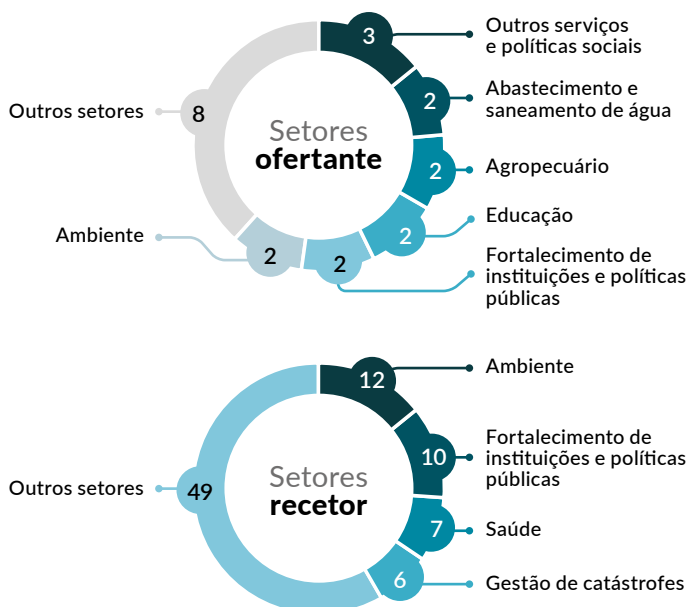 3
Outros serviços
e políticas sociais
2
Abastecimento e
saneamento de água
Outros setores
8
Setores
ofertante
2
Agropecuário
2
Educação
Ambiente
2
2
Fortalecimento de
instituições e políticas
públicas
12
Ambiente
10
Fortalecimento de
instituições e políticas
públicas
Outros setores
49
Setores
recetor
7
Saúde
6
Gestão de catástrofes